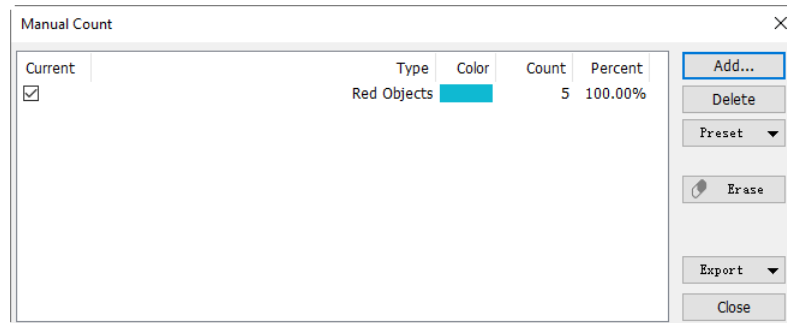 Manual Count
Current Type Color Count Percent
Red Objects 5 100.00%
Add...
Delete
Preset
Erase
Export
Close